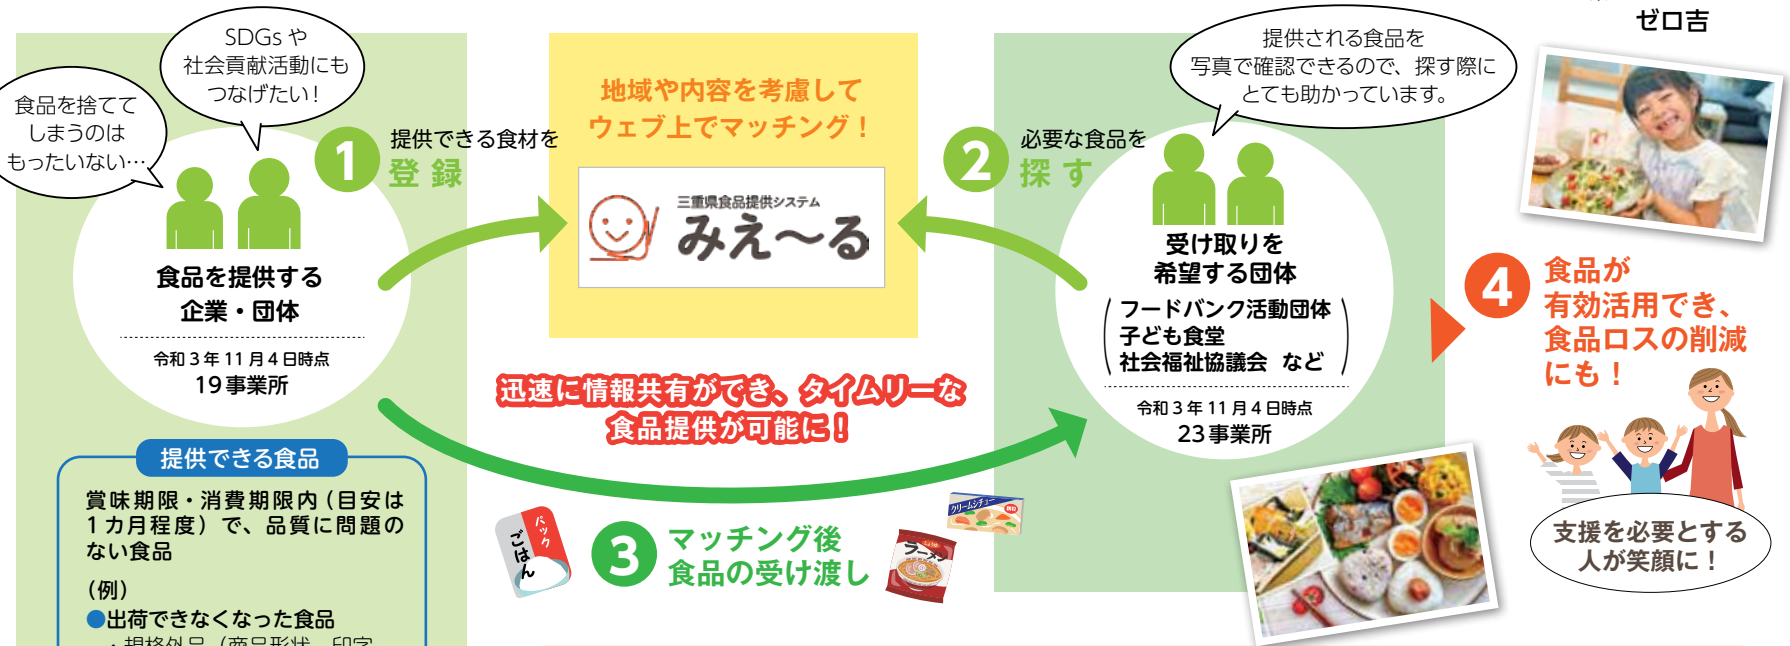 ゼロ吉
SDGs や
社会貢献活動にも
つなげたい！
食品を捨てて
しまうのは
もったいない…
1
提供できる食材を
登録
食品を提供する
企業・団体
令和3年11月4日時点
19事業所
地域や内容を考慮して
ウェブ上でマッチング！
三重県食品提供システム
みえ～る
2
必要な食品を
探す
提供される食品を
写真で確認できるので、探す際に
とても助かっています。
受け取りを
希望する団体
フードバンク活動団体
子ども食堂
社会福祉協議会 など
令和3年11月4日時点
23事業所
迅速に情報共有ができ、タイムリーな
食品提供が可能に！
3
マッチング後
食品の受け渡し
パック
ごはん
ラーメン
クリームシチュー
4
食品が
有効活用でき、
食品ロスの削減
にも！
支援を必要とする
人が笑顔に！
提供できる食品
賞味期限・消費期限内（目安は
1カ月程度）で、品質に問題の
ない食品
（例）
●出荷できなくなった食品
・規格外品（商品形状、印字